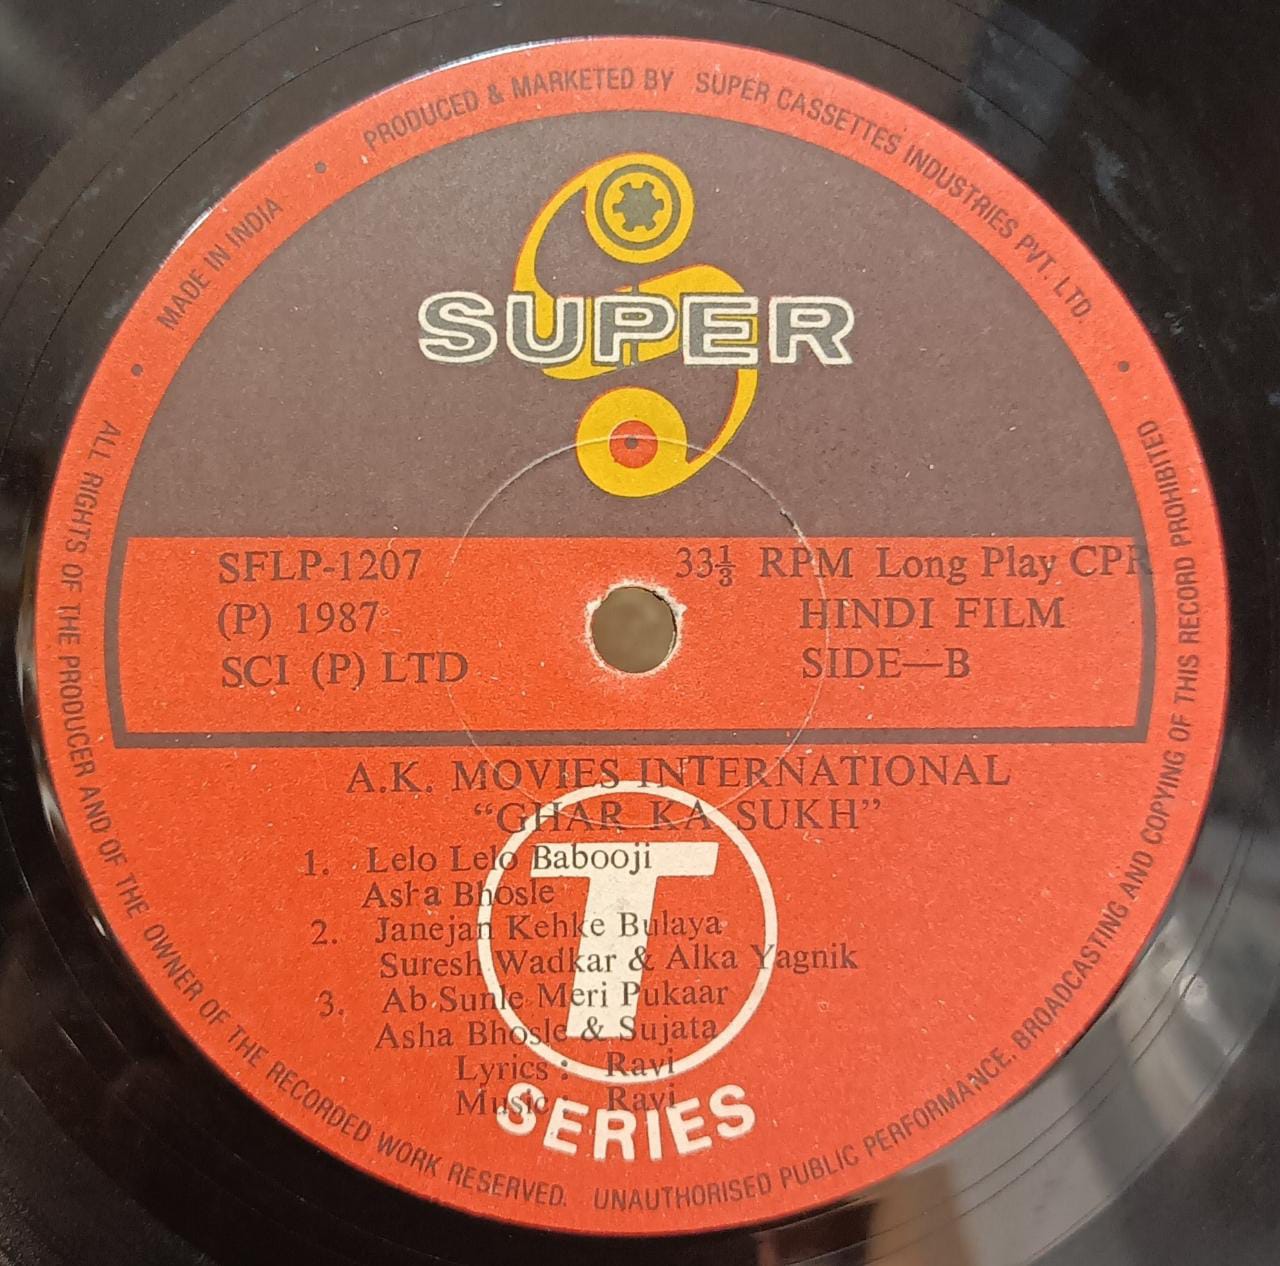 MADE IN INDIA • PRODUCED & MARKETED BY SUPER CASSETTES INDUSTRIES PVT. LTD. •
SUPER
SFLP-1207 33⅓ RPM Long Play CPR
(P) 1987 HINDI FILM
SCI (P) LTD SIDE—B
A.K. MOVIES INTERNATIONAL
“GHAR KA SUKH”
1. Lelo Lelo Babooji
Asha Bhosle
2. Janejan Kehke Bulaya
Suresh Wadkar & Alka Yagnik
3. Ab Sunle Meri Pukaar
Asha Bhosle & Sujata
Lyrics : Ravi
Music : Ravi
T
SERIES
ALL RIGHTS OF THE PRODUCER AND OF THE OWNER OF THE RECORDED WORK RESERVED. UNAUTHORISED PUBLIC PERFORMANCE, BROADCASTING AND COPYING OF THIS RECORD PROHIBITED